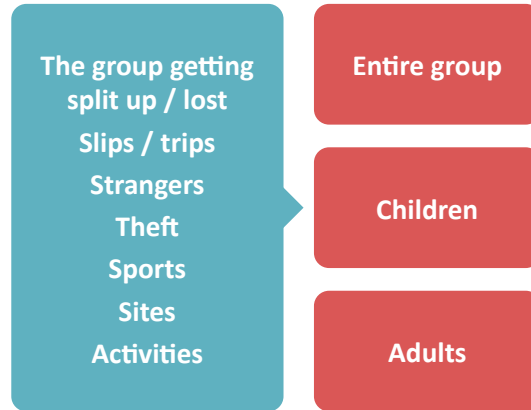 The group getting
split up / lost
Slips / trips
Strangers
Theft
Sports
Sites
Activities
Entire group
Children
Adults